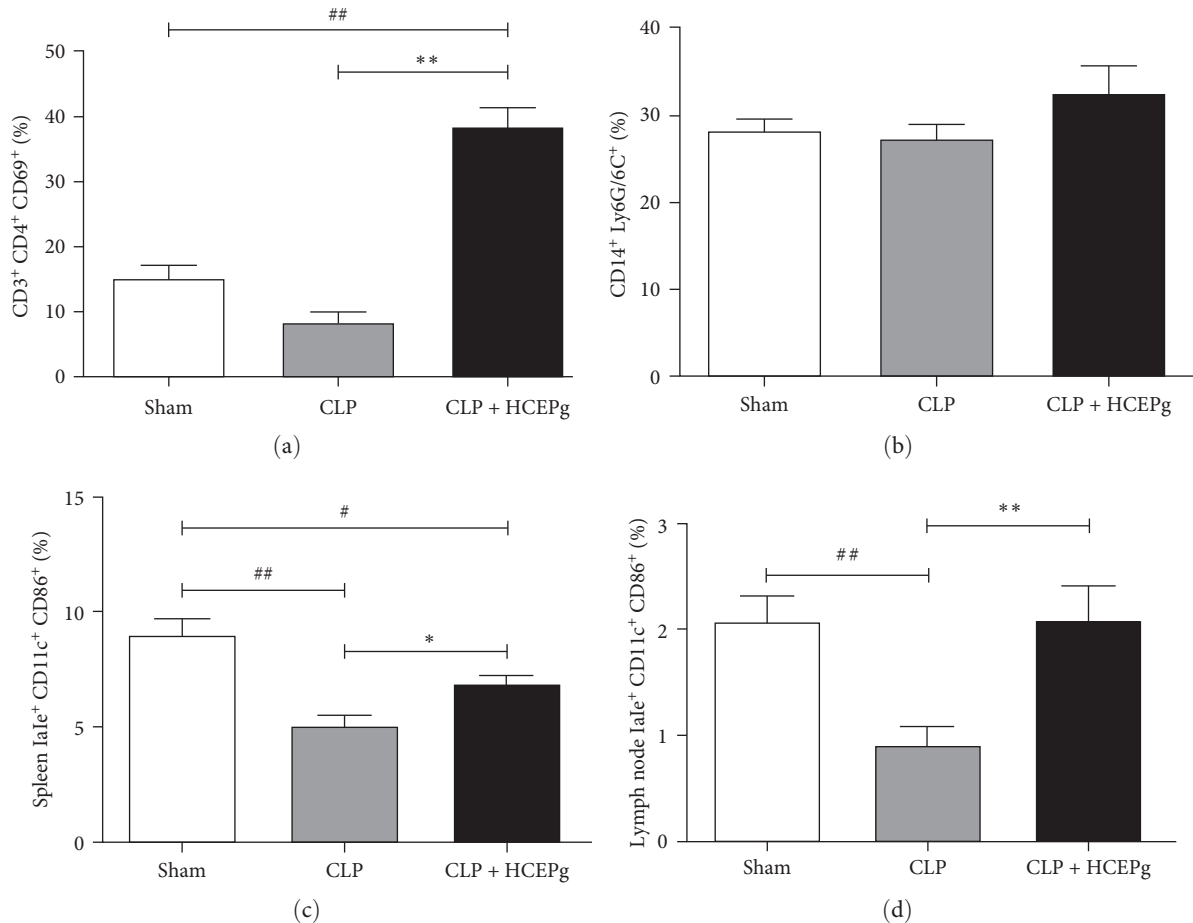 ##
**
50
40
30
20
10
0
CD3⁺ CD4⁺ CD69⁺ (%)
Sham
CLP
CLP + HCEPg
(a)
40
30
20
10
0
CD14⁺ Ly6G/6C⁺ (%)
Sham
CLP
CLP + HCEPg
(b)
15
10
5
0
Spleen IaIe⁺ CD11c⁺ CD86⁺ (%)
#
##
*
Sham
CLP
CLP + HCEPg
(c)
3
2
1
0
Lymph node IaIe⁺ CD11c⁺ CD86⁺ (%)
**
##
Sham
CLP
CLP + HCEPg
(d)